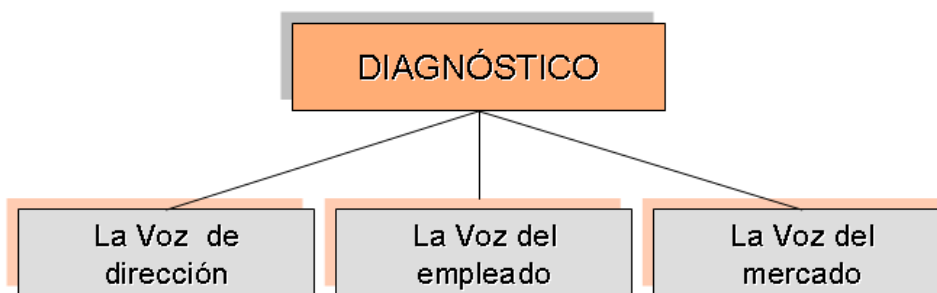 DIAGNÓSTICO
La Voz de
dirección
La Voz del
empleado
La Voz del
mercado